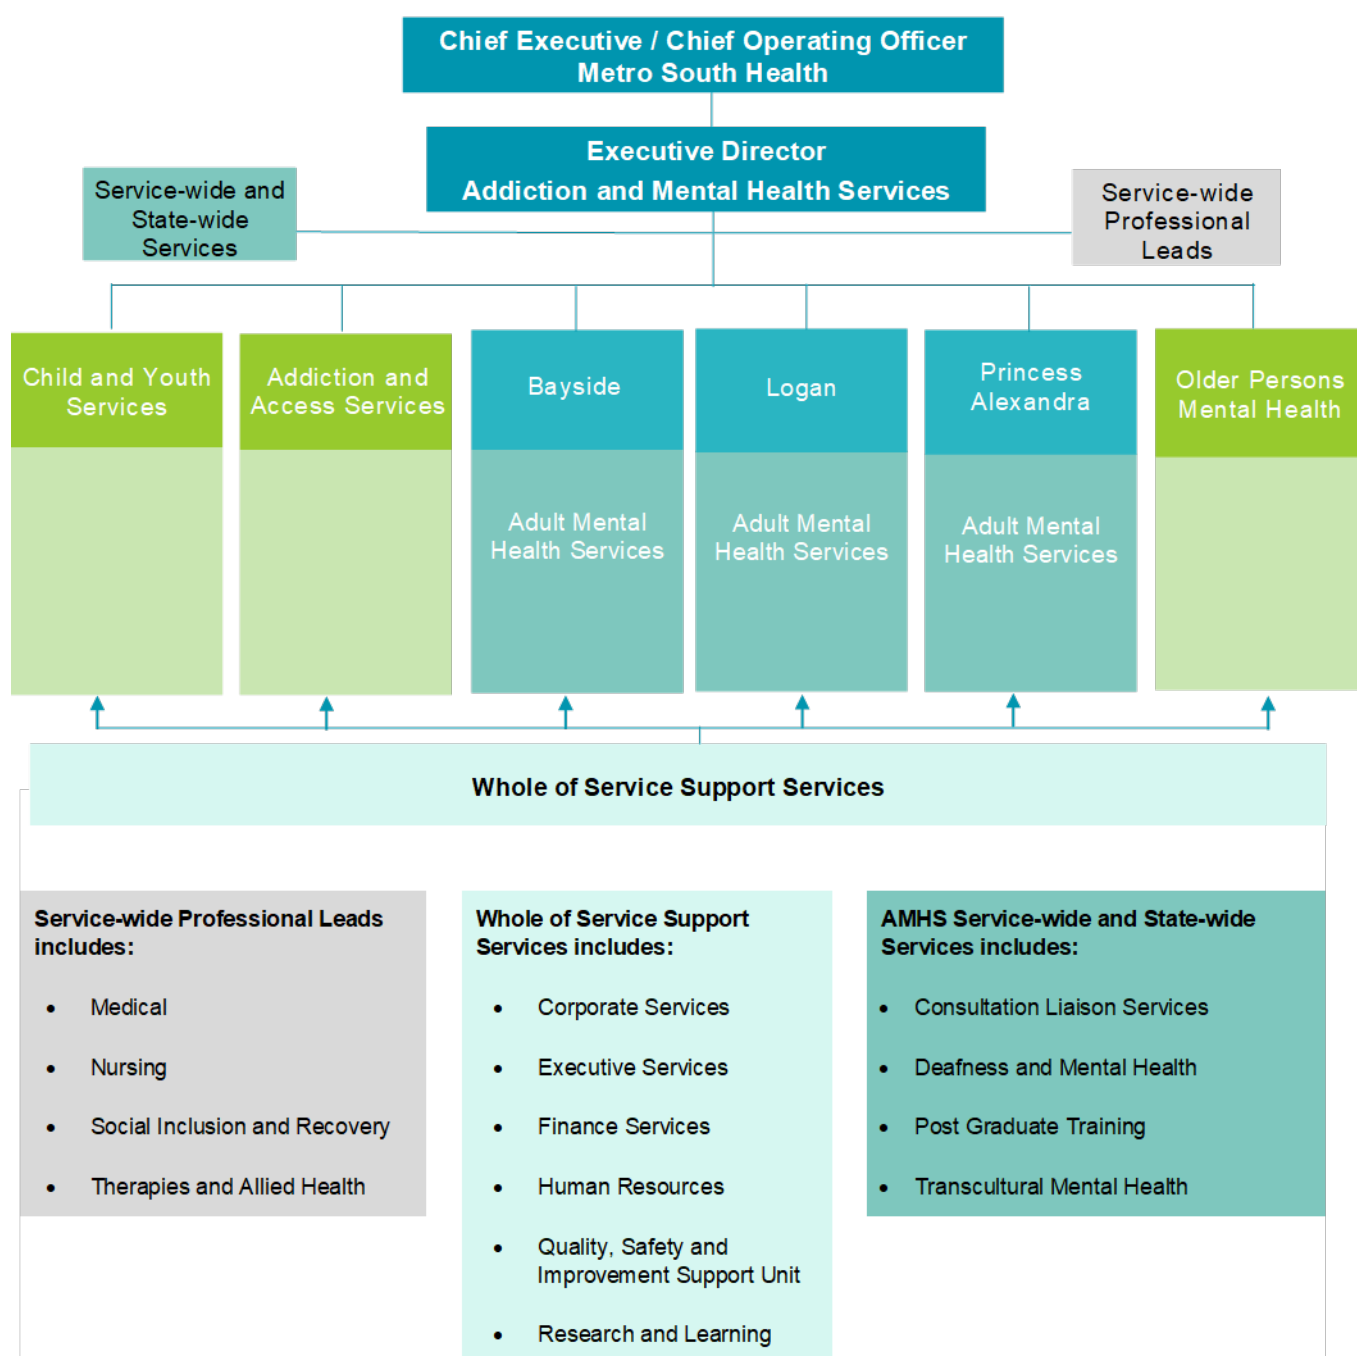 Chief Executive / Chief Operating Officer
Metro South Health
Executive Director
Addiction and Mental Health Services
Service-wide and
State-wide
Services
Service-wide
Professional
Leads
Child and Youth
Services
Addiction and
Access Services
Bayside
Logan
Princess
Alexandra
Older Persons
Mental Health
Adult Mental
Health Services
Adult Mental
Health Services
Adult Mental
Health Services
Whole of Service Support Services
Service-wide Professional Leads
includes:
• Medical
• Nursing
• Social Inclusion and Recovery
• Therapies and Allied Health
Whole of Service Support
Services includes:
• Corporate Services
• Executive Services
• Finance Services
• Human Resources
• Quality, Safety and
Improvement Support Unit
• Research and Learning
AMHS Service-wide and State-wide
Services includes:
• Consultation Liaison Services
• Deafness and Mental Health
• Post Graduate Training
• Transcultural Mental Health